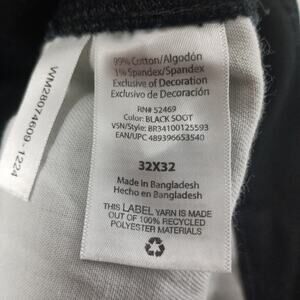 99% Cotton/Algodón
1% Spandex/Spandex
Exclusive of Decoration
Exclusivo de Decoración
RN# 52469
Color: BLACK SOOT
VSN/Style: BR34100125593
EAN/UPC 489396653540
32X32
Made in Bangladesh
Hecho en Bangladesh
THIS LABEL YARN IS MADE
OUT OF 100% RECYCLED
POLYESTER MATERIALS
WM28074609-1224